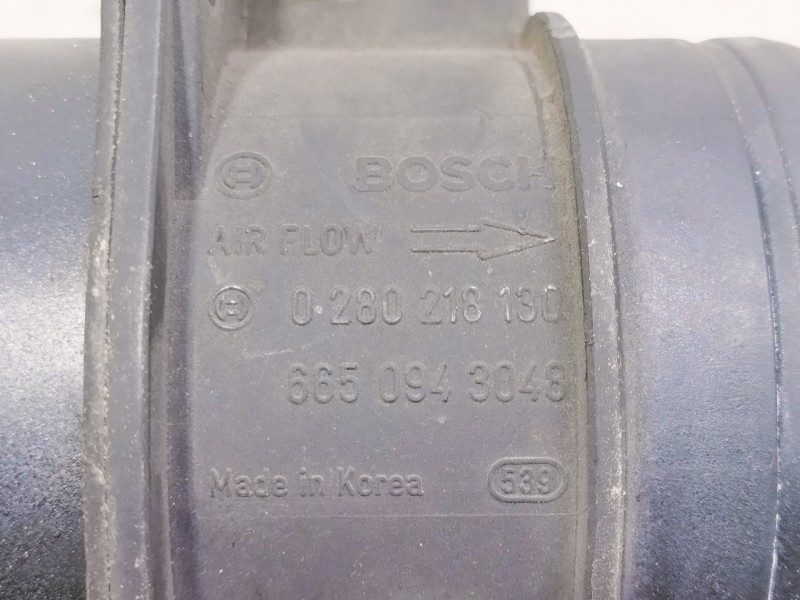 BOSCH
AIR FLOW
0 280 218 130
665 094 3048
Made in Korea 539